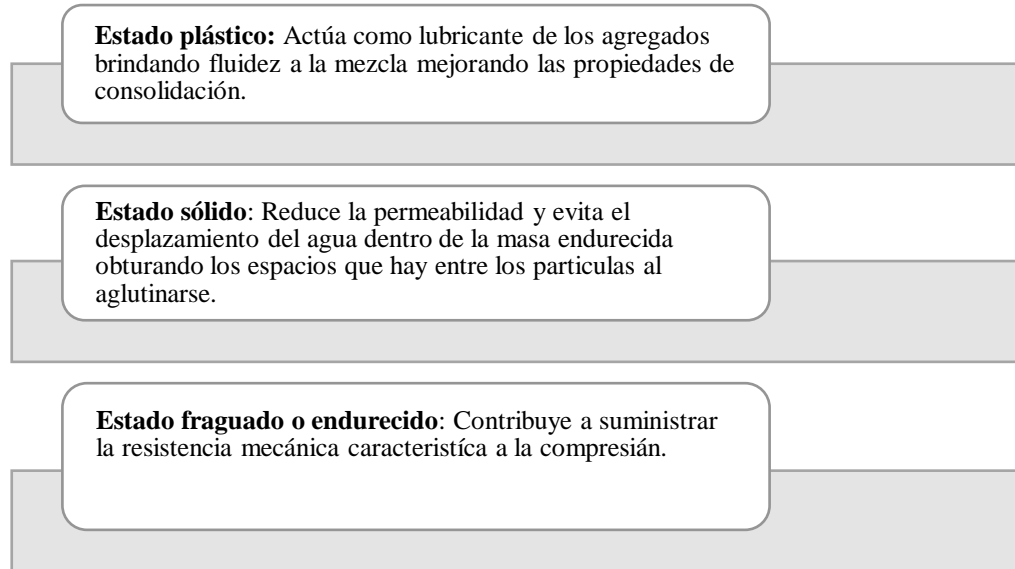 Estado plástico: Actúa como lubricante de los agregados
brindando fluidez a la mezcla mejorando las propiedades de
consolidación.
Estado sólido: Reduce la permeabilidad y evita el
desplazamiento del agua dentro de la masa endurecida
obturando los espacios que hay entre los particulas al
aglutinarse.
Estado fraguado o endurecido: Contribuye a suministrar
la resistencia mecánica caracteristíca a la compresián.